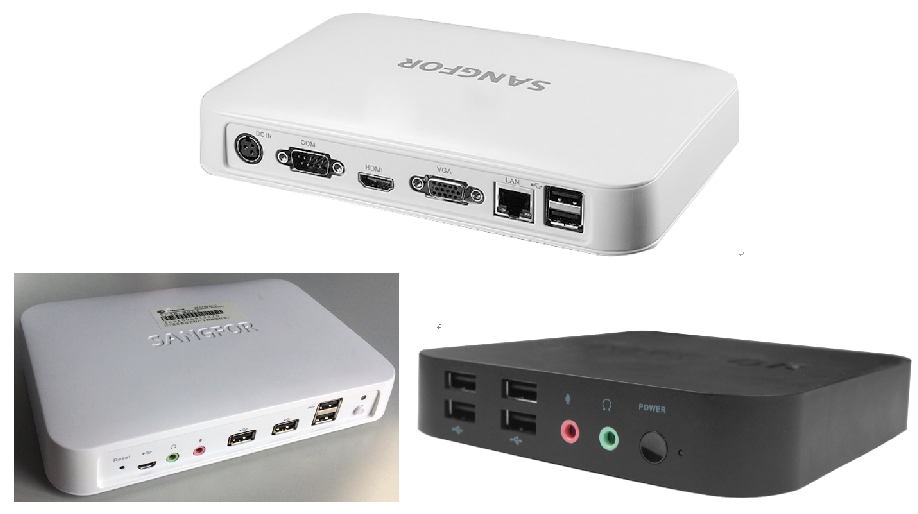 SANGFOR
DC IN
COM
HDMI
VGA
LAN
SANGFOR
Reset
POWER